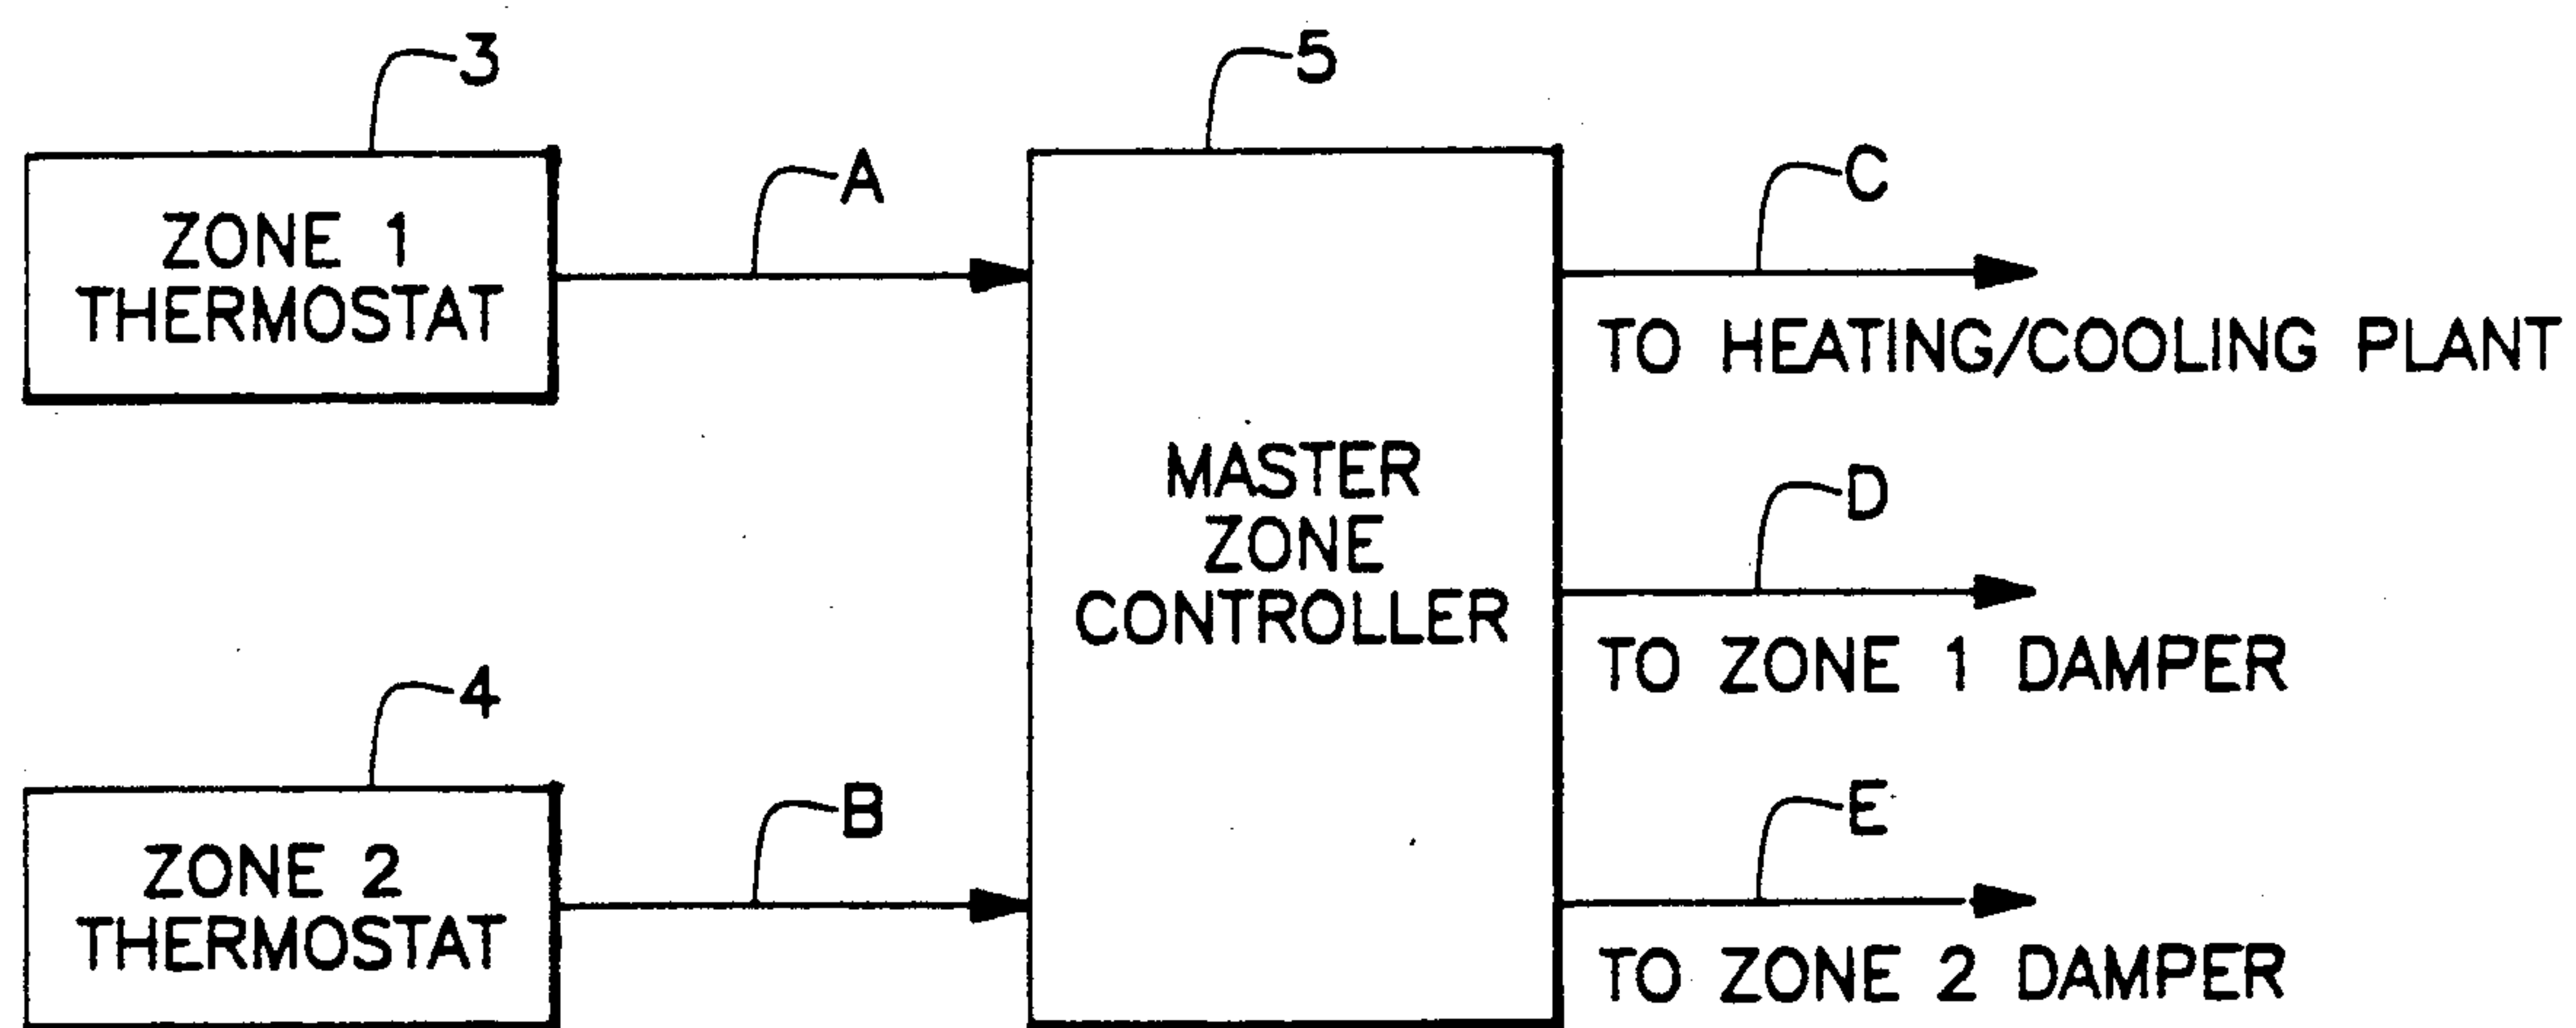 3
5
A
C
ZONE 1
THERMOSTAT
TO HEATING/COOLING PLANT
MASTER
ZONE
CONTROLLER
D
TO ZONE 1 DAMPER
4
B
E
ZONE 2
THERMOSTAT
TO ZONE 2 DAMPER